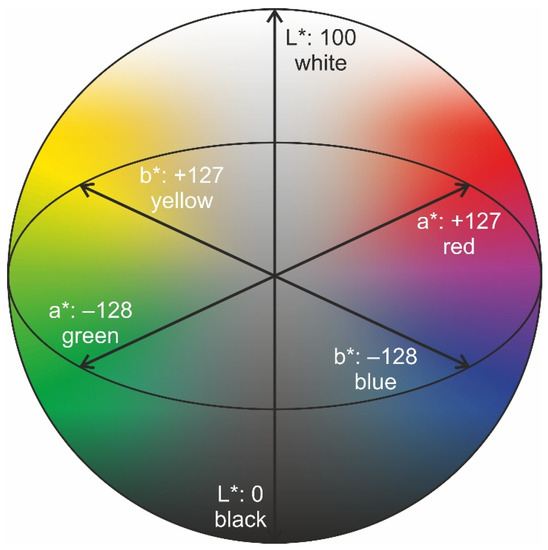 L*: 100
white
b*: +127
yellow
a*: +127
red
a*: –128
green
b*: –128
blue
L*: 0
black